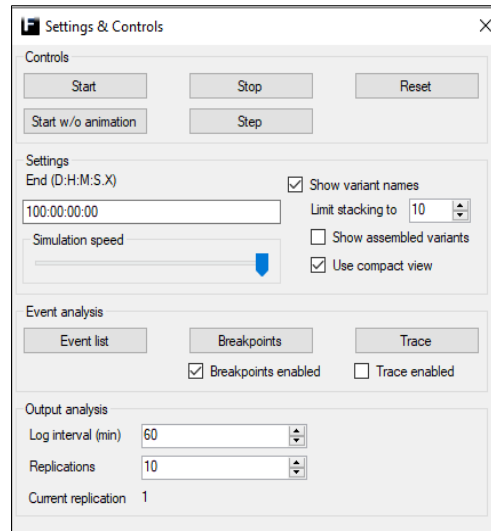 Settings & Controls
Controls
Start Stop Reset
Start w/o animation Step
Settings
End (D:H:M:S.X)
100:00:00:00
Simulation speed
Show variant names
Limit stacking to 10
Show assembled variants
Use compact view
Event analysis
Event list Breakpoints Trace
Breakpoints enabled Trace enabled
Output analysis
Log interval (min) 60
Replications 10
Current replication 1